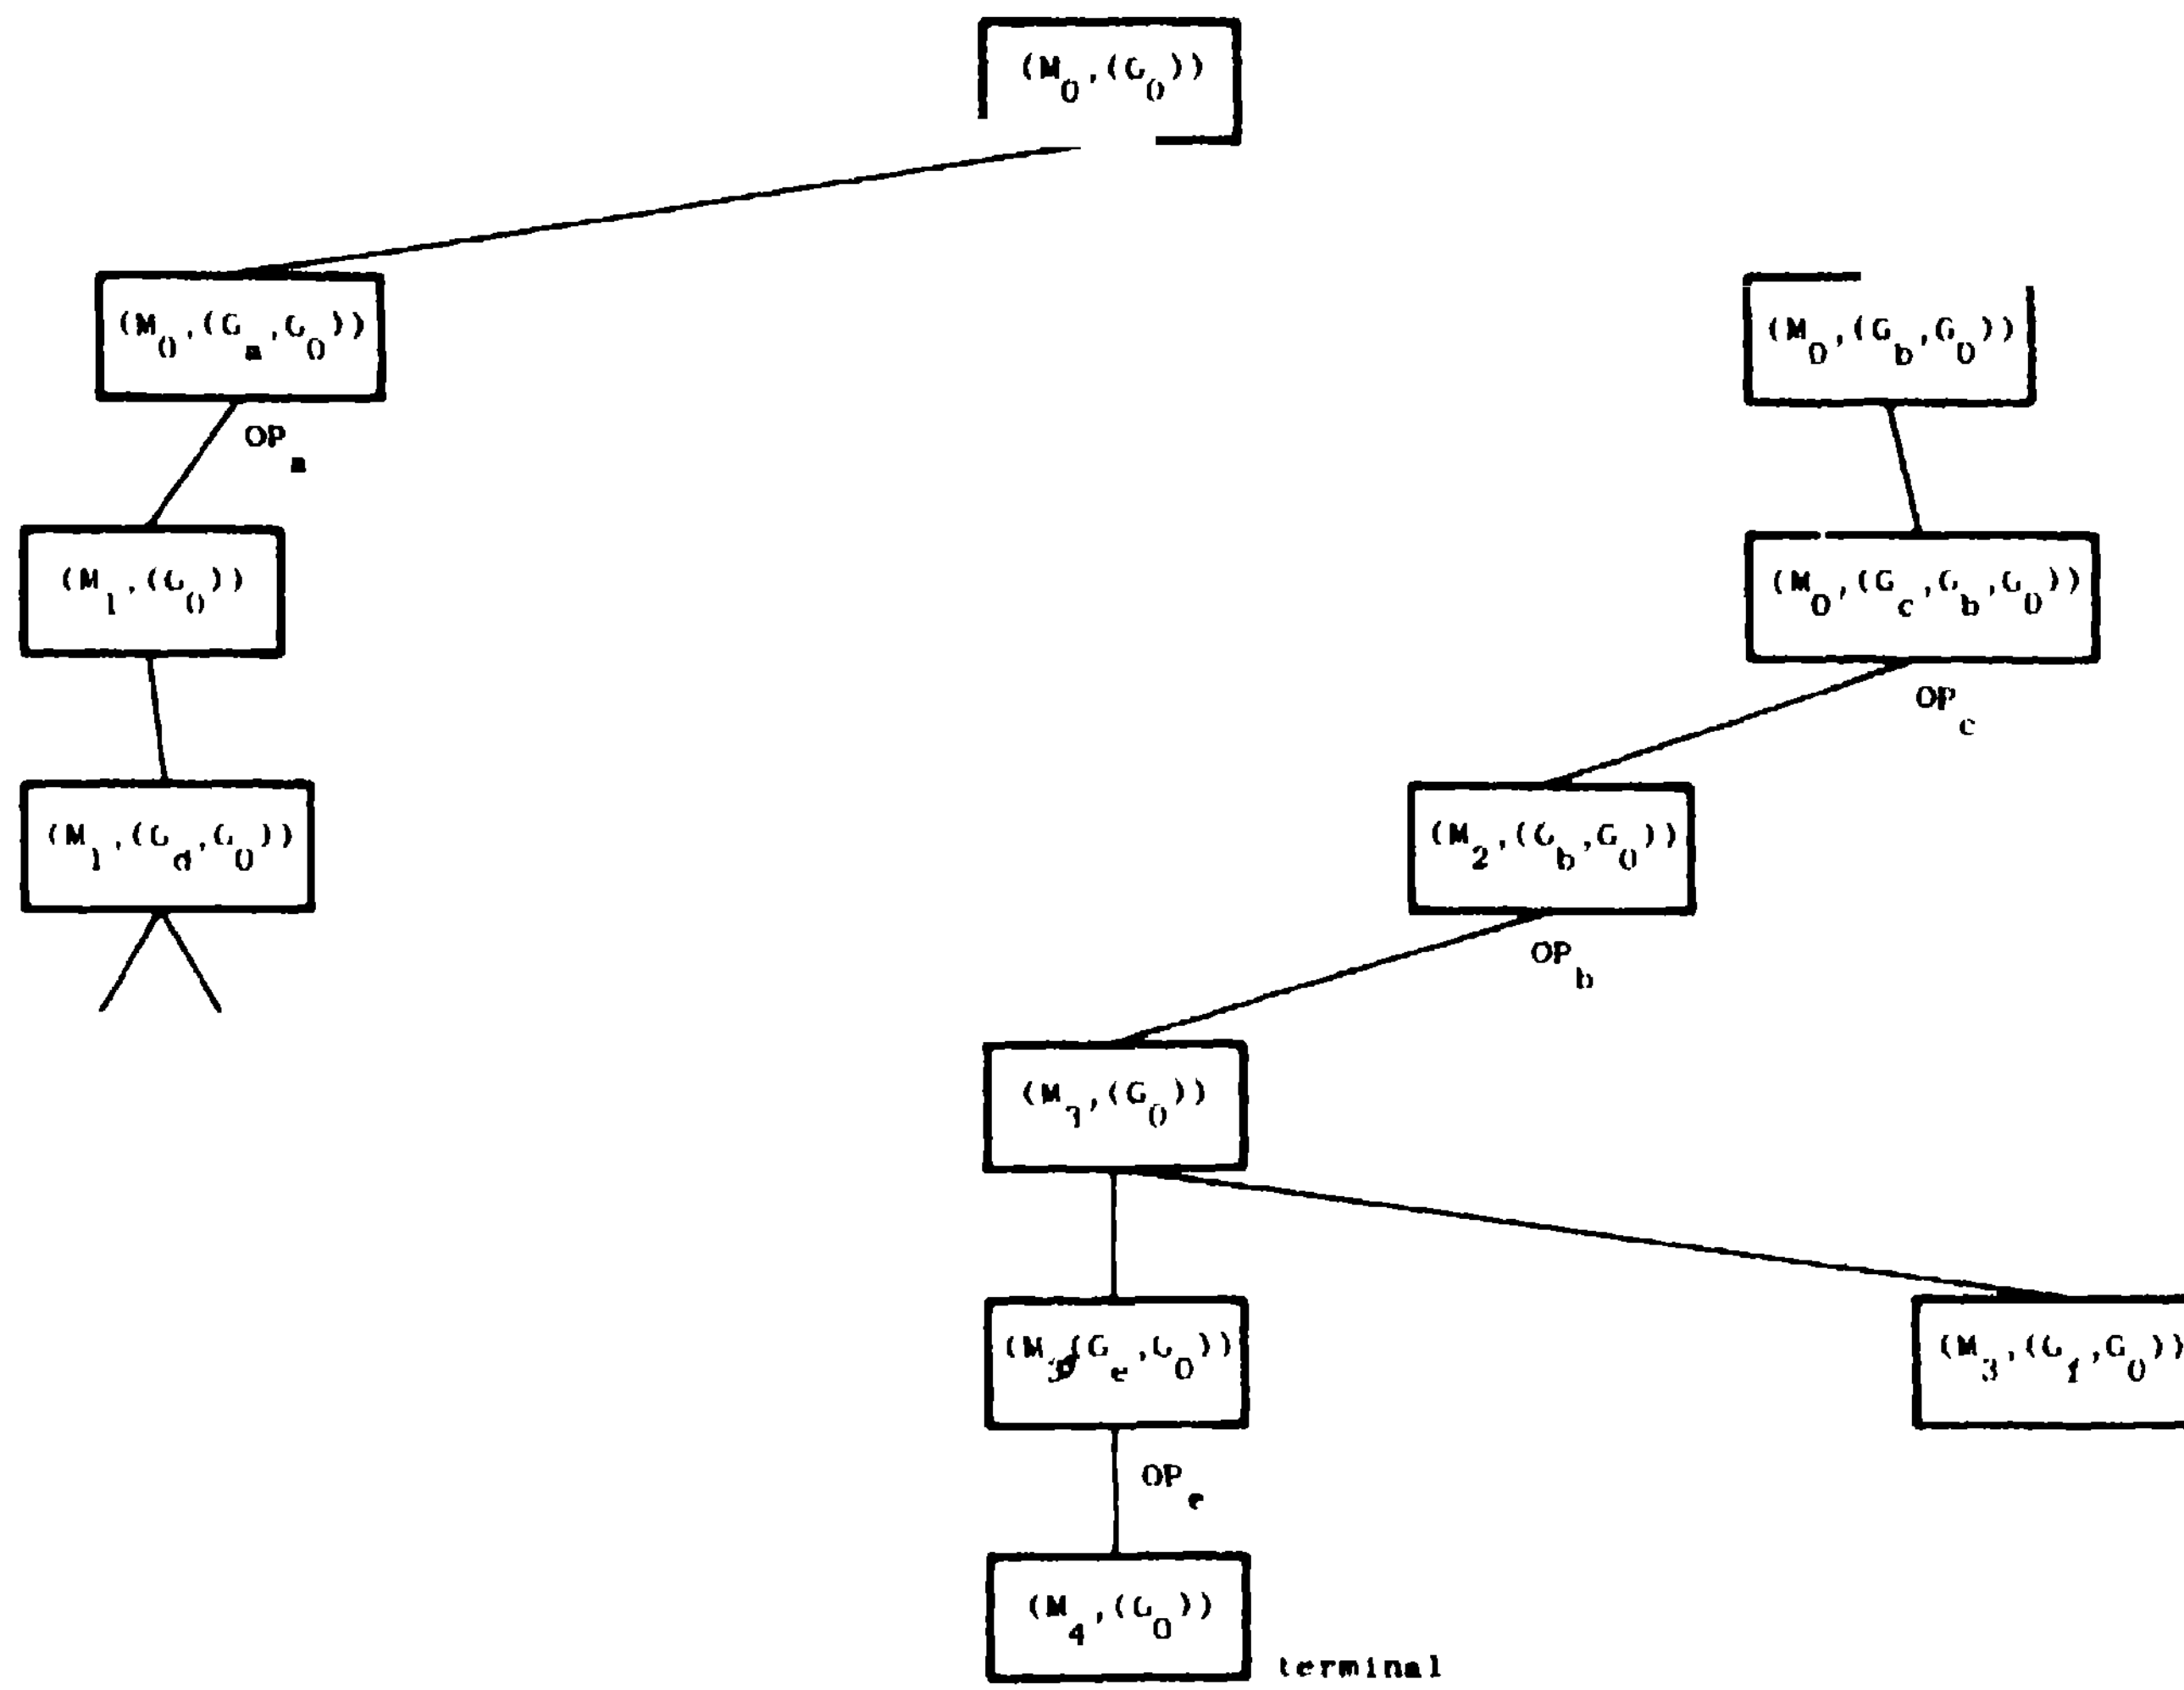 (M0,(G0))
(M0,(Ga,G0))
(M0,(Gb,G0))
OPa
(M1,(G0))
(M0,(Gc,Gb,G0))
OPc
(M1,(Gd,G0))
(M2,(Gb,G0))
OPb
(M3,(G0))
(M3,(Ge,G0))
(M3,(Gf,G0))
OPe
(M4,(G0))
terminal